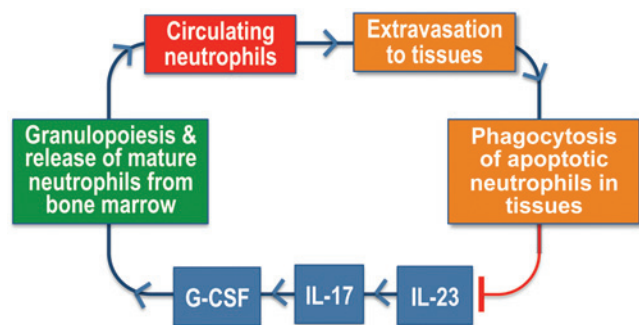 Circulating
neutrophils
Extravasation
to tissues
Granulopoiesis &
release of mature
neutrophils from
bone marrow
Phagocytosis
of apoptotic
neutrophils in
tissues
G-CSF
IL-17
IL-23